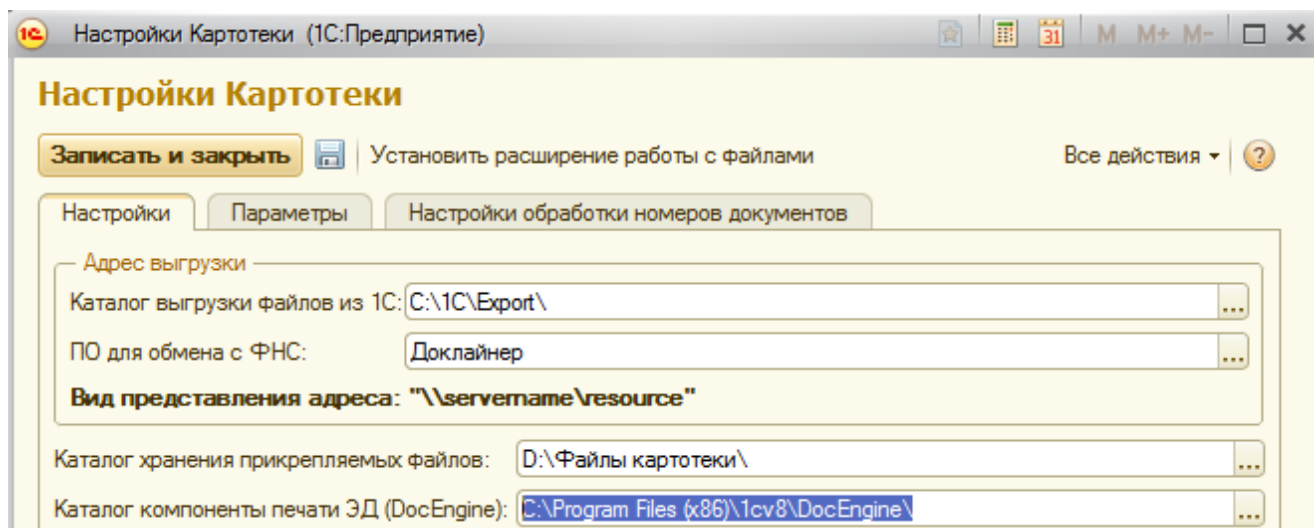 1С Настройки Картотеки (1С:Предприятие) 31 M M+ M-
Настройки Картотеки
Записать и закрыть Установить расширение работы с файлами Все действия ?
Настройки Параметры Настройки обработки номеров документов
Адрес выгрузки
Каталог выгрузки файлов из 1С: C:\1C\Export\ ...
ПО для обмена с ФНС: Доклайнер ...
Вид представления адреса: "\\servername\resource"
Каталог хранения прикрепляемых файлов: D:\Файлы картотеки\ ...
Каталог компоненты печати ЭД (DocEngine): C:\Program Files (x86)\1cv8\DocEngine\ ...